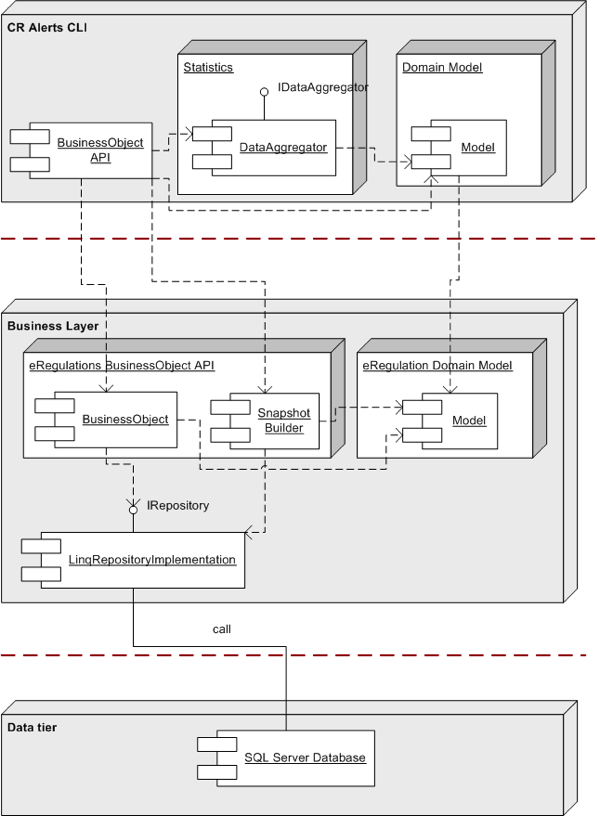 CR Alerts CLI
Statistics
Domain Model
IDataAggregator
BusinessObject
API
DataAggregator
Model
Business Layer
eRegulations BusinessObject API
eRegulation Domain Model
BusinessObject
Snapshot
Builder
Model
IRepository
LinqRepositoryImplementation
call
Data tier
SQL Server Database